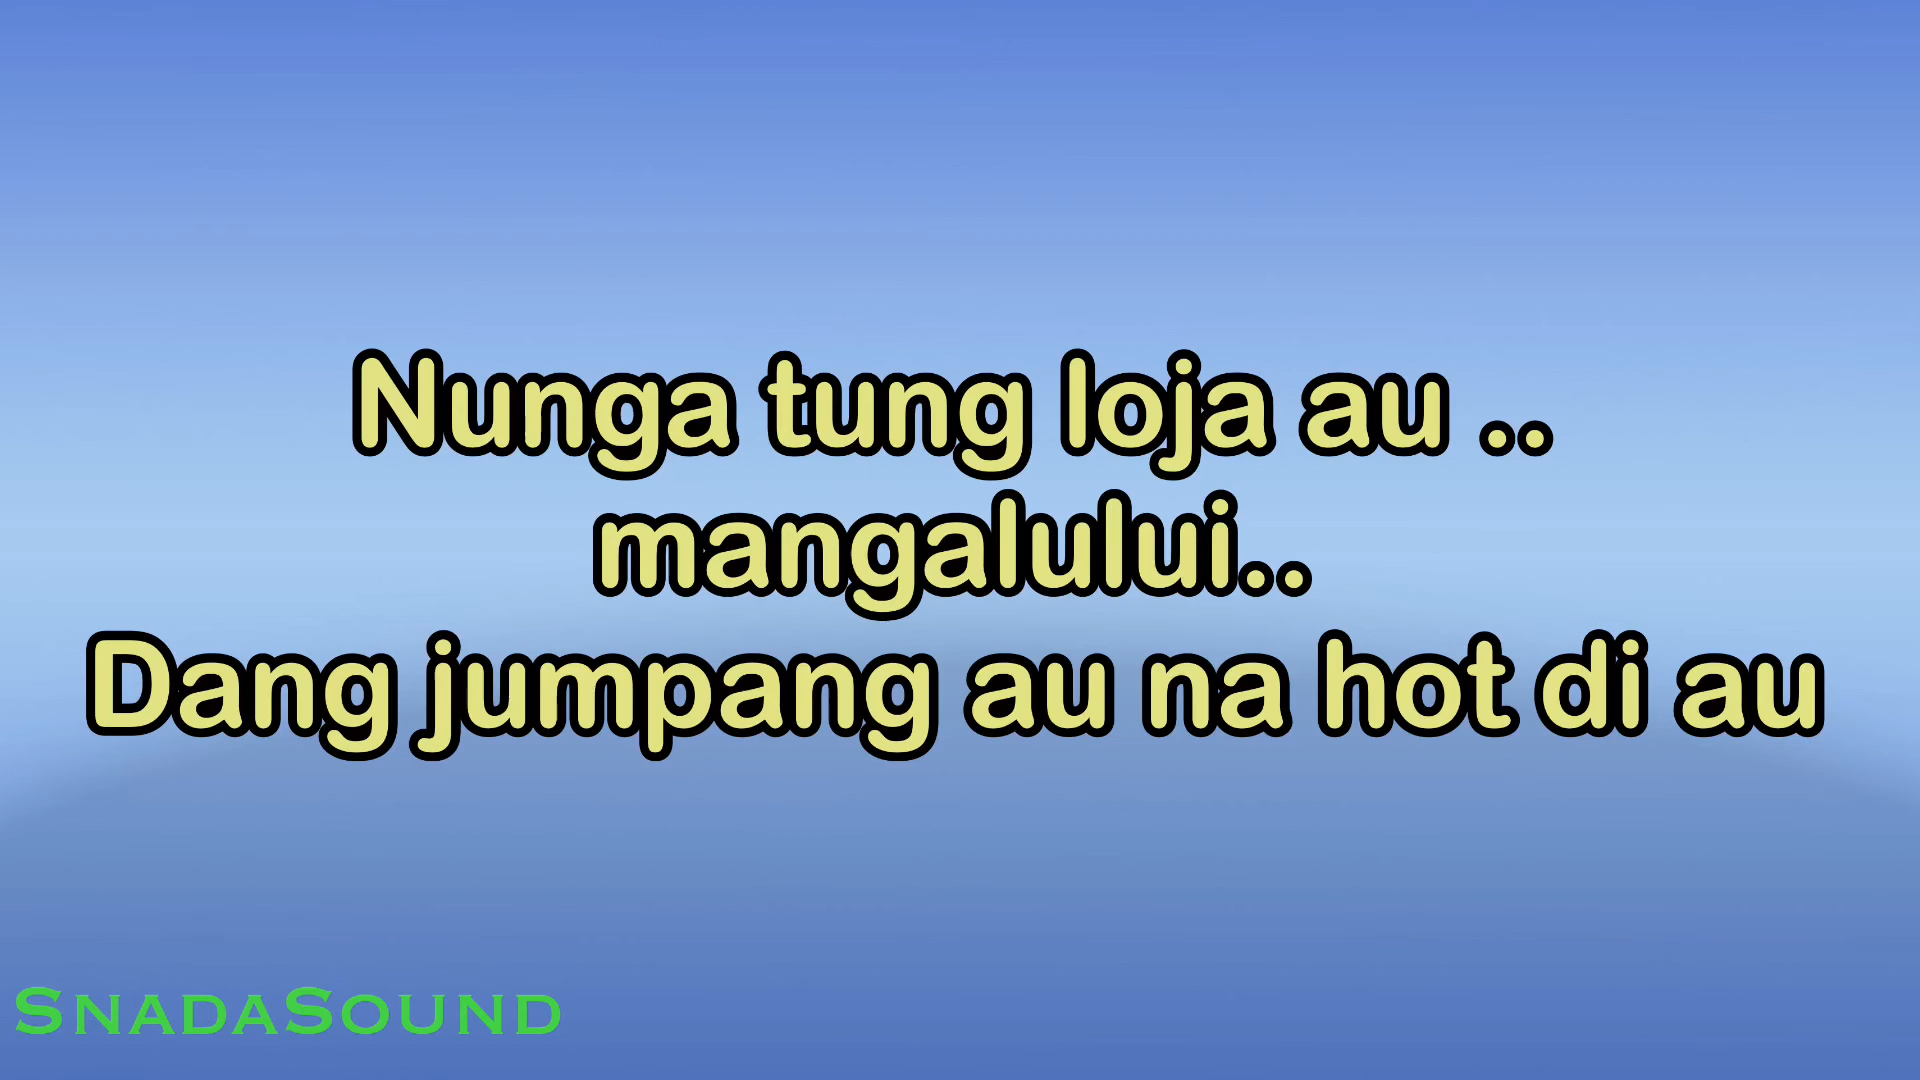 Nunga tung loja au ..
mangalului..
Dang jumpang au na hot di au
SnadaSound